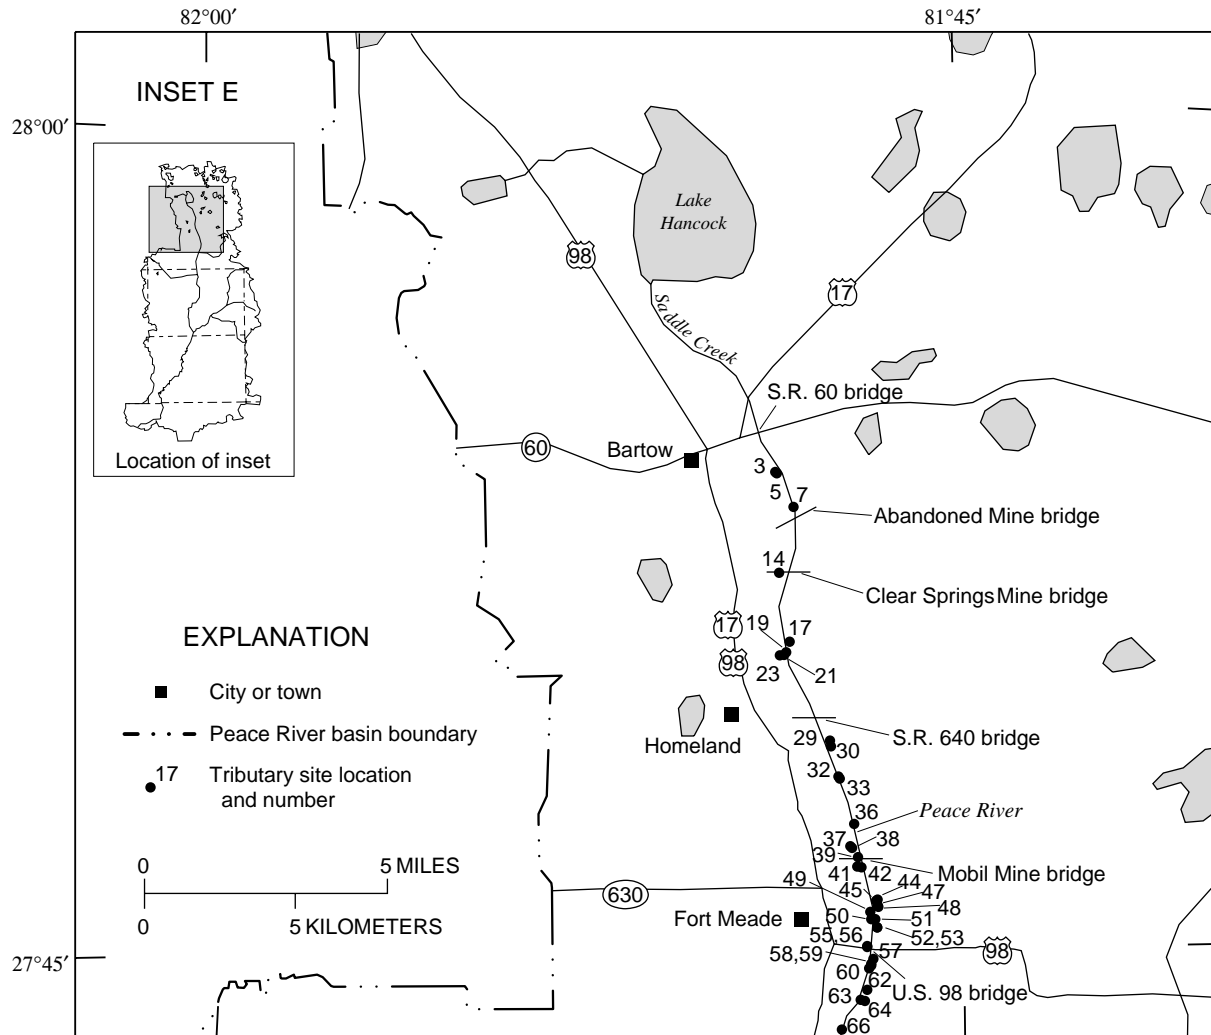 82°00′
81°45′
INSET E
28°00′
Lake
Hancock
98
17
Saddle Creek
S.R. 60 bridge
Location of inset
60
Bartow
3
5
7
Abandoned Mine bridge
14
Clear Springs Mine bridge
17
19
17
98
23
21
EXPLANATION
City or town
Peace River basin boundary
17
Tributary site location
and number
Homeland
S.R. 640 bridge
29
30
32
33
36
Peace River
37
38
39
Mobil Mine bridge
41
42
0
5 MILES
0
5 KILOMETERS
630
49
45
44
47
48
Fort Meade
50
51
55,56
52,53
98
27°45′
58,59
57
60
62
U.S. 98 bridge
63
64
66